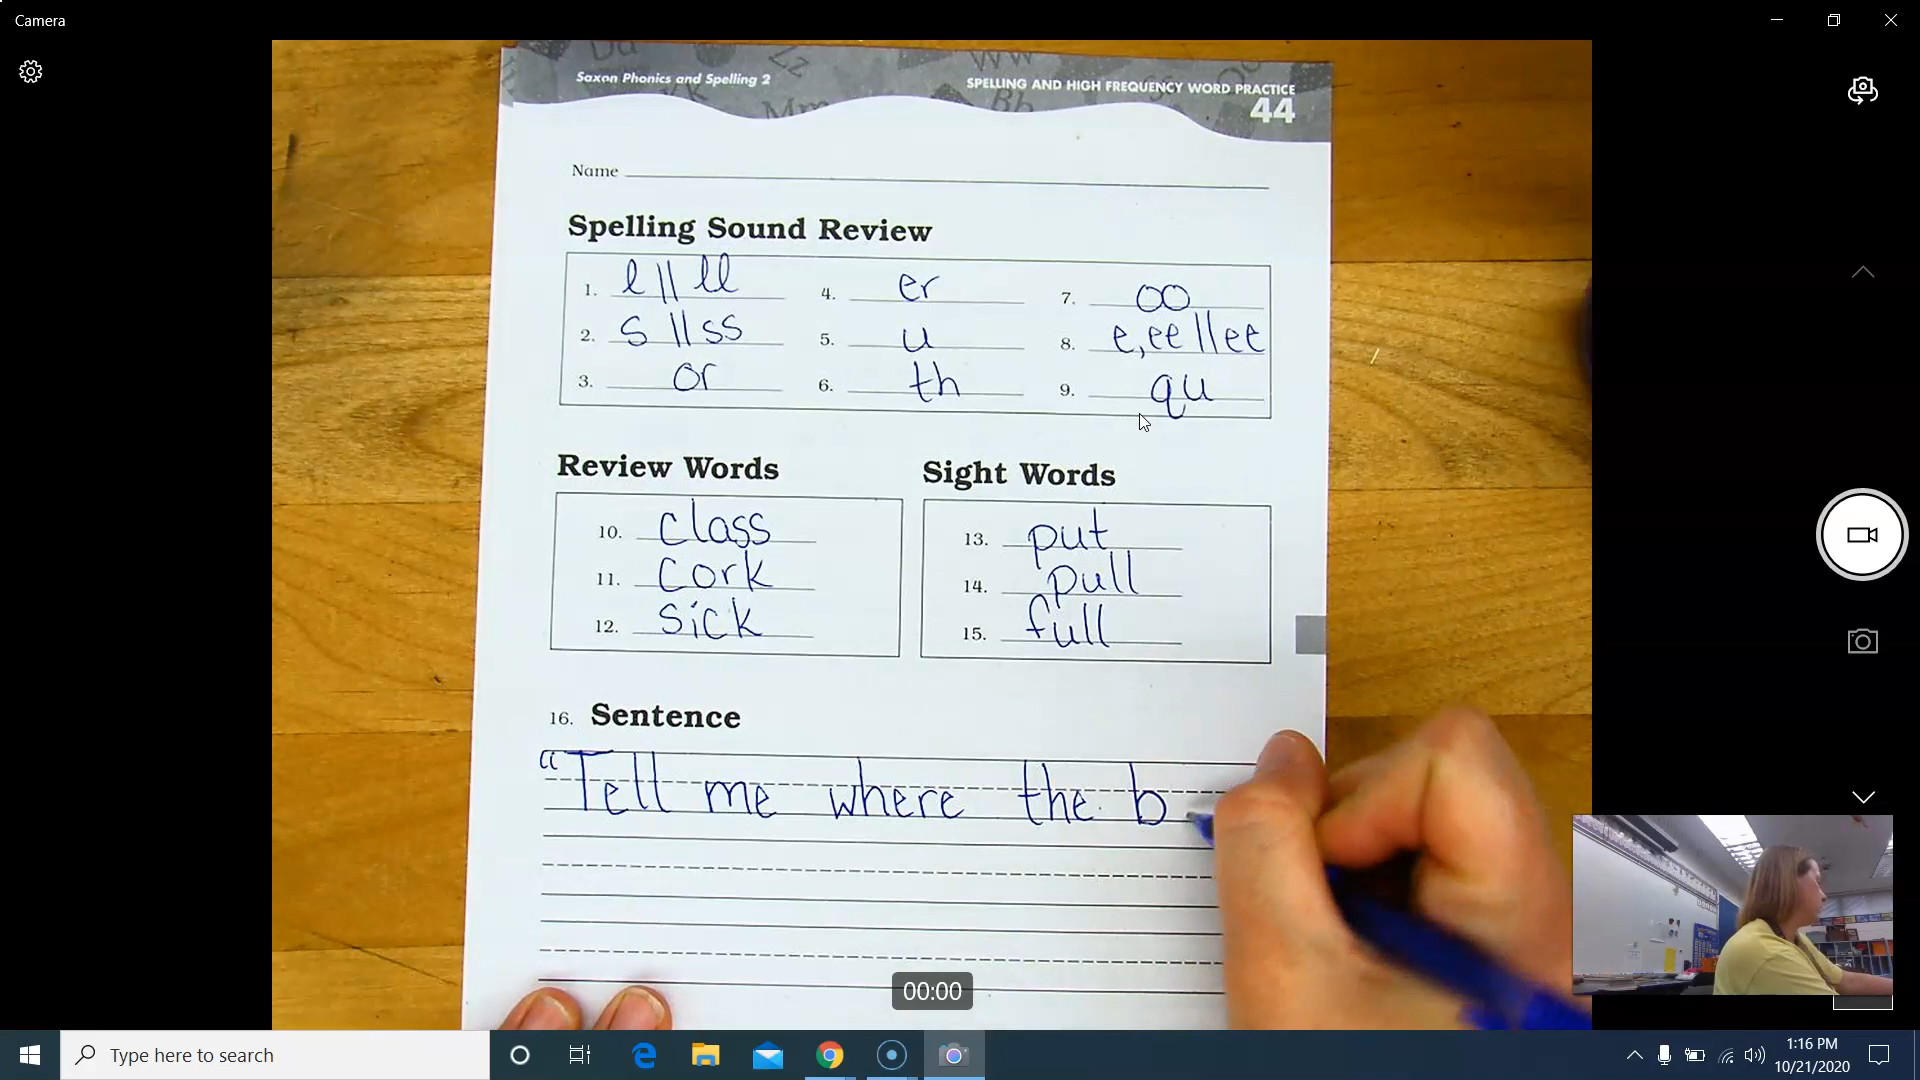 Camera
Saxon Phonics and Spelling 2
SPELLING AND HIGH FREQUENCY WORD PRACTICE
44
Name
Spelling Sound Review
1. l || ll
4. er
7. oo
2. s || ss
5. u
8. e, ee || ee
3. or
6. th
9. qu
Review Words
Sight Words
10. class
13. put
11. cork
14. pull
12. sick
15. full
16. Sentence
"Tell me where the b
00:00
Type here to search
1:16 PM
10/21/2020